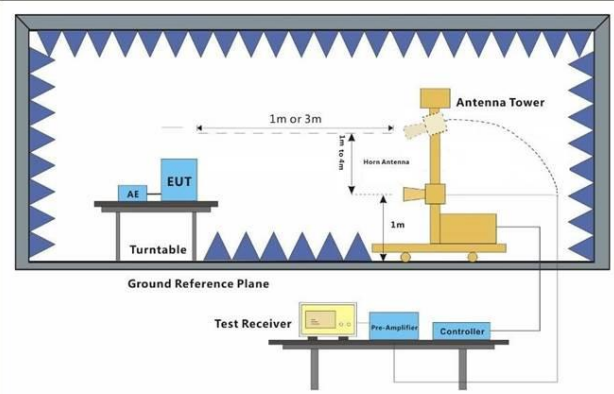 Antenna Tower
1m or 3m
1m to 4m
Horn Antenna
EUT
AE
1m
Turntable
Ground Reference Plane
Test Receiver
Pre-Amplifier
Controller